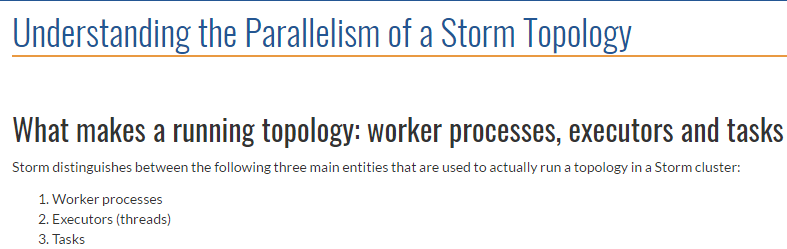 Understanding the Parallelism of a Storm Topology
What makes a running topology: worker processes, executors and tasks
Storm distinguishes between the following three main entities that are used to actually run a topology in a Storm cluster:
1. Worker processes
2. Executors (threads)
3. Tasks